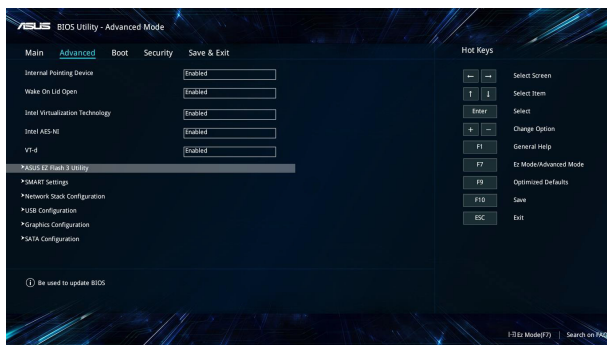 ASUS BIOS Utility - Advanced Mode
Main Advanced Boot Security Save & Exit
Internal Pointing Device Enabled
Wake On Lid Open Enabled
Intel Virtualization Technology Enabled
Intel AES-NI Enabled
VT-d Enabled
ASUS EZ Flash 3 Utility
SMART Settings
Network Stack Configuration
USB Configuration
Graphics Configuration
SATA Configuration
Be used to update BIOS
Hot Keys
← → Select Screen
↑ ↓ Select Item
Enter Select
+ − Change Option
F1 General Help
F7 Ez Mode/Advanced Mode
F9 Optimized Defaults
F10 Save
ESC Exit
Ez Mode(F7) | Search on FAQ